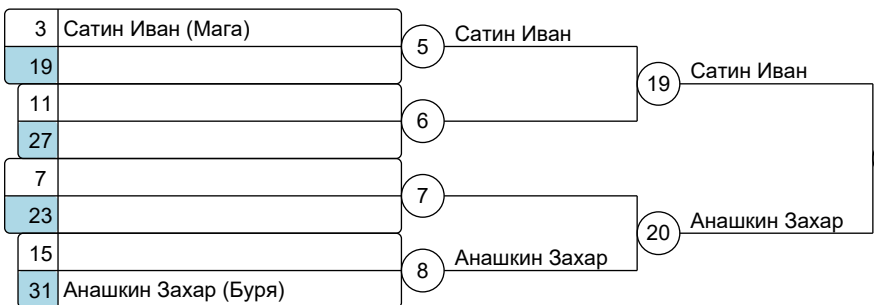 3 Сатин Иван (Мага)
5 Сатин Иван
19
19 Сатин Иван
11
6
27
7
7
23
20 Анашкин Захар
15
8 Анашкин Захар
31 Анашкин Захар (Буря)